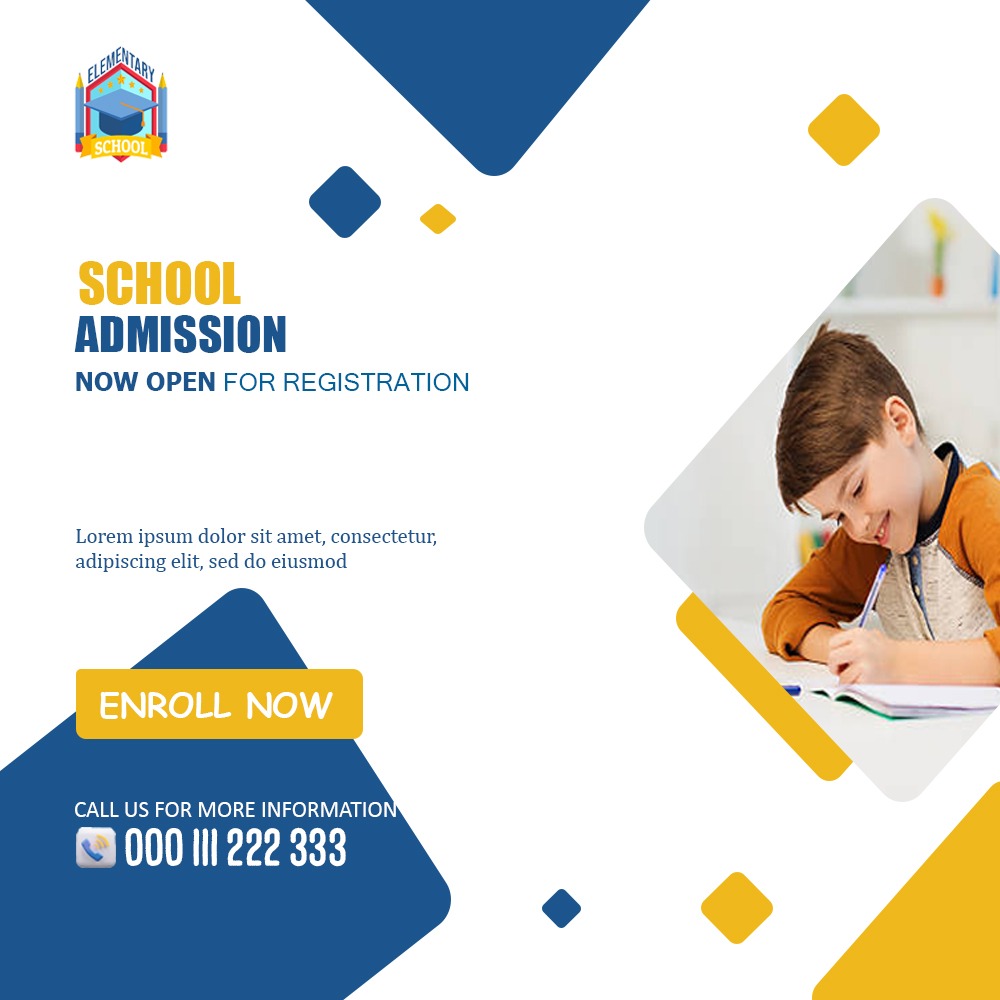 ELEMENTARY
SCHOOL
SCHOOL
ADMISSION
NOW OPEN FOR REGISTRATION
Lorem ipsum dolor sit amet, consectetur,
adipiscing elit, sed do eiusmod
ENROLL NOW
CALL US FOR MORE INFORMATION
000 111 222 333